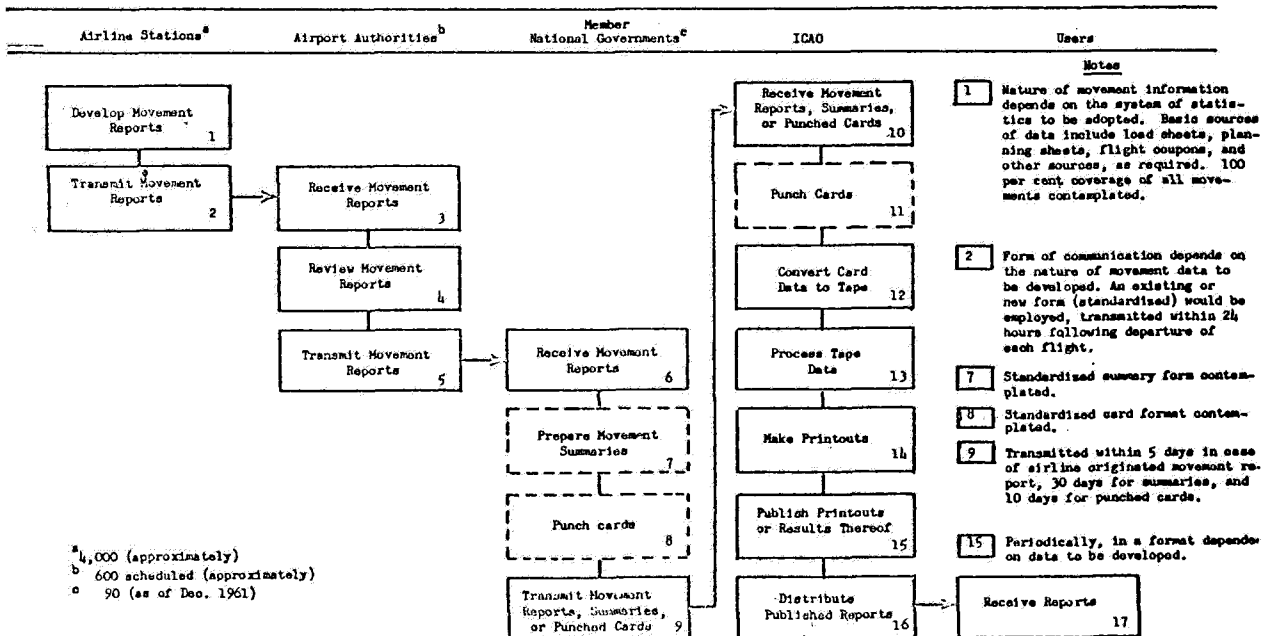 Airline Stations a
Airport Authorities b
Member
National Governments c
ICAO
Users
Develop Movement
Reports
1
Transmit Movement
Reports
2
Receive Movement
Reports
3
Review Movement
Reports
4
Transmit Movement
Reports
5
Receive Movement
Reports
6
Prepare Movement
Summaries
7
Punch cards
8
Transmit Movement
Reports, Summaries,
or Punched Cards
9
Receive Movement
Reports, Summaries,
or Punched Cards
10
Punch Cards
11
Convert Card
Data to Tape
12
Process Tape
Data
13
Make Printouts
14
Publish Printouts
or Results Thereof
15
Distribute
Published Reports
16
Receive Reports
17
Notes
1 Nature of movement information
depends on the system of statis-
tics to be adopted. Basic sources
of data include load sheets, plan-
ning sheets, flight coupons, and
other sources, as required. 100
per cent coverage of all move-
ments contemplated.
2 Form of communication depends on
the nature of movement data to
be developed. An existing or
new form (standardized) would be
employed, transmitted within 24
hours following departure of
each flight.
7 Standardized summary form contem-
plated.
8 Standardized card format contem-
plated.
9 Transmitted within 5 days in case
of airline originated movement re-
port, 30 days for summaries, and
10 days for punched cards.
15 Periodically, in a format depende
on data to be developed.
a 4,000 (approximately)
b 600 scheduled (approximately)
c 90 (as of Dec. 1961)